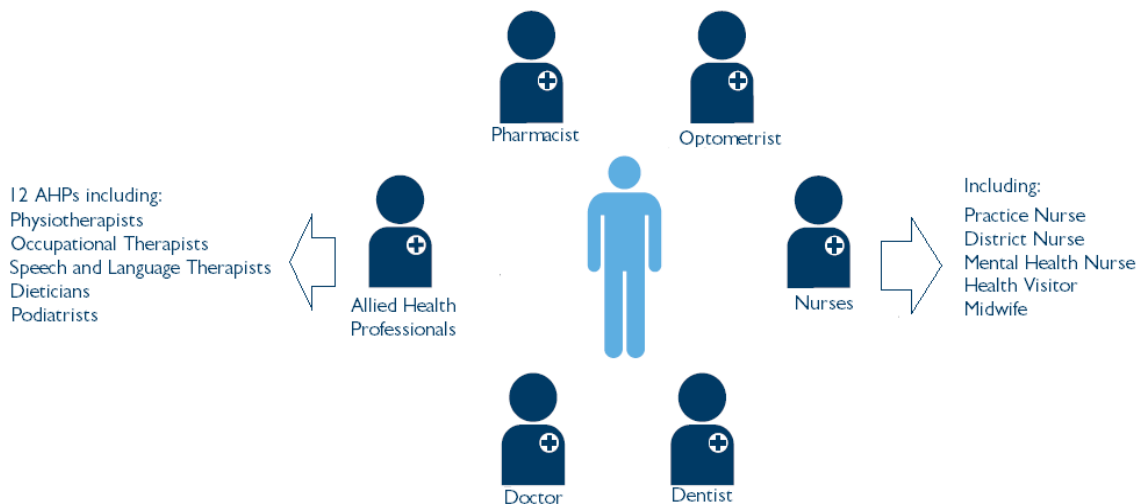 Pharmacist
Optometrist
12 AHPs including:
Physiotherapists
Occupational Therapists
Speech and Language Therapists
Dieticians
Podiatrists
Allied Health
Professionals
Nurses
Including:
Practice Nurse
District Nurse
Mental Health Nurse
Health Visitor
Midwife
Doctor
Dentist